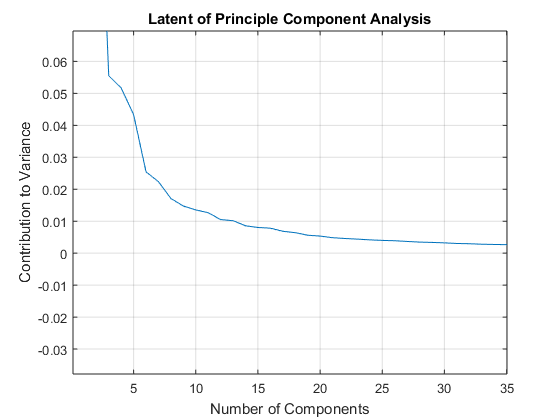 Latent of Principle Component Analysis
Contribution to Variance
0.06
0.05
0.04
0.03
0.02
0.01
0
-0.01
-0.02
-0.03
5 10 15 20 25 30 35
Number of Components